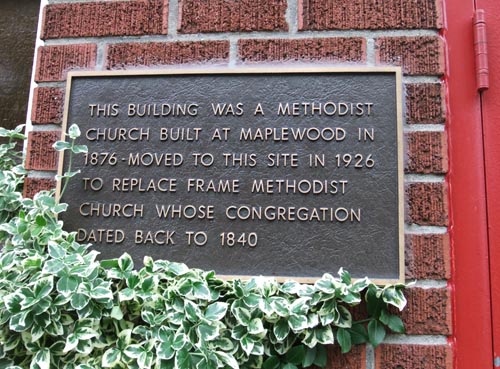 THIS BUILDING WAS A METHODIST
CHURCH BUILT AT MAPLEWOOD IN
1876-MOVED TO THIS SITE IN 1926
TO REPLACE FRAME METHODIST
CHURCH WHOSE CONGREGATION
DATED BACK TO 1840